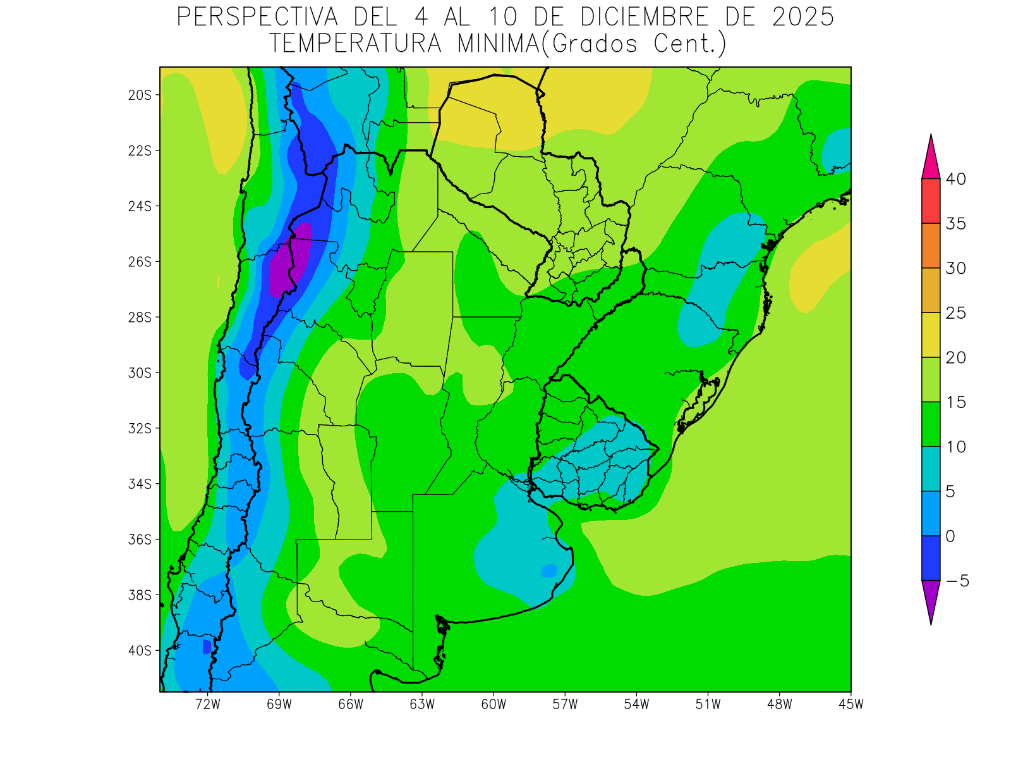 PERSPECTIVA DEL 4 AL 10 DE DICIEMBRE DE 2025
TEMPERATURA MINIMA(Grados Cent.)
20S
22S
24S
26S
28S
30S
32S
34S
36S
38S
40S
72W 69W 66W 63W 60W 57W 54W 51W 48W 45W
40
35
30
25
20
15
10
5
0
−5